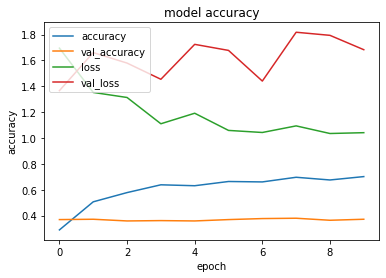 model accuracy
accuracy
val_accuracy
loss
val_loss
1.8
1.6
1.4
1.2
1.0
0.8
0.6
0.4
accuracy
0 2 4 6 8
epoch